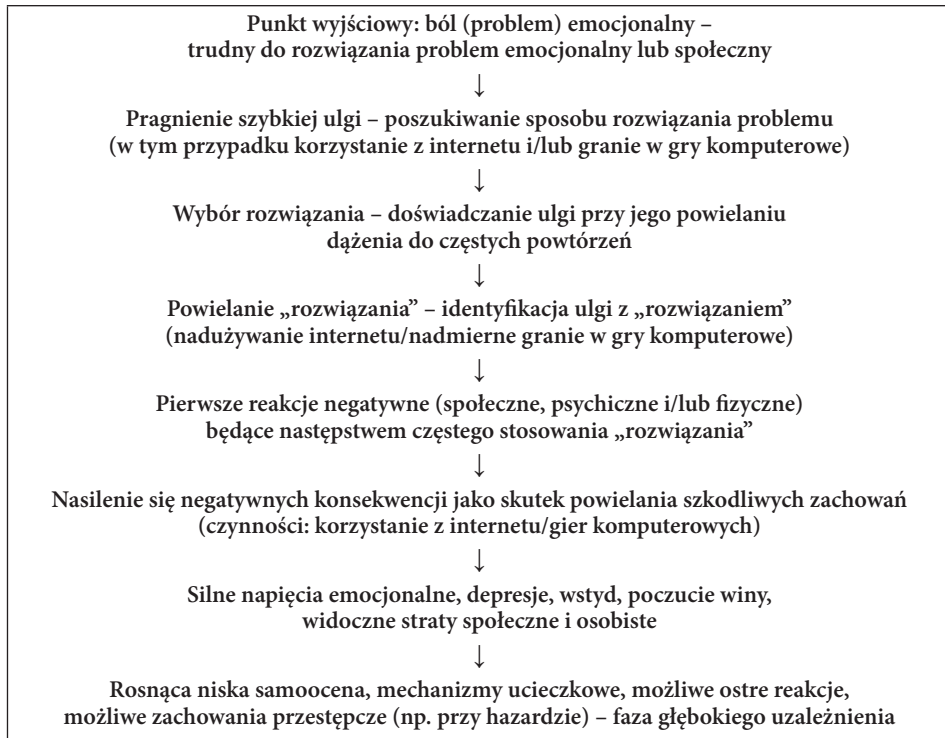 Punkt wyjściowy: ból (problem) emocjonalny –
trudny do rozwiązania problem emocjonalny lub społeczny
↓
Pragnienie szybkiej ulgi – poszukiwanie sposobu rozwiązania problemu
(w tym przypadku korzystanie z internetu i/lub granie w gry komputerowe)
↓
Wybór rozwiązania – doświadczanie ulgi przy jego powielaniu
dążenia do częstych powtórzeń
↓
Powielanie „rozwiązania” – identyfikacja ulgi z „rozwiązaniem”
(nadużywanie internetu/nadmierne granie w gry komputerowe)
↓
Pierwsze reakcje negatywne (społeczne, psychiczne i/lub fizyczne)
będące następstwem częstego stosowania „rozwiązania”
↓
Nasilenie się negatywnych konsekwencji jako skutek powielania szkodliwych zachowań
(czynności: korzystanie z internetu/gier komputerowych)
↓
Silne napięcia emocjonalne, depresje, wstyd, poczucie winy,
widoczne straty społeczne i osobiste
↓
Rosnąca niska samoocena, mechanizmy ucieczkowe, możliwe ostre reakcje,
możliwe zachowania przestępcze (np. przy hazardzie) – faza głębokiego uzależnienia